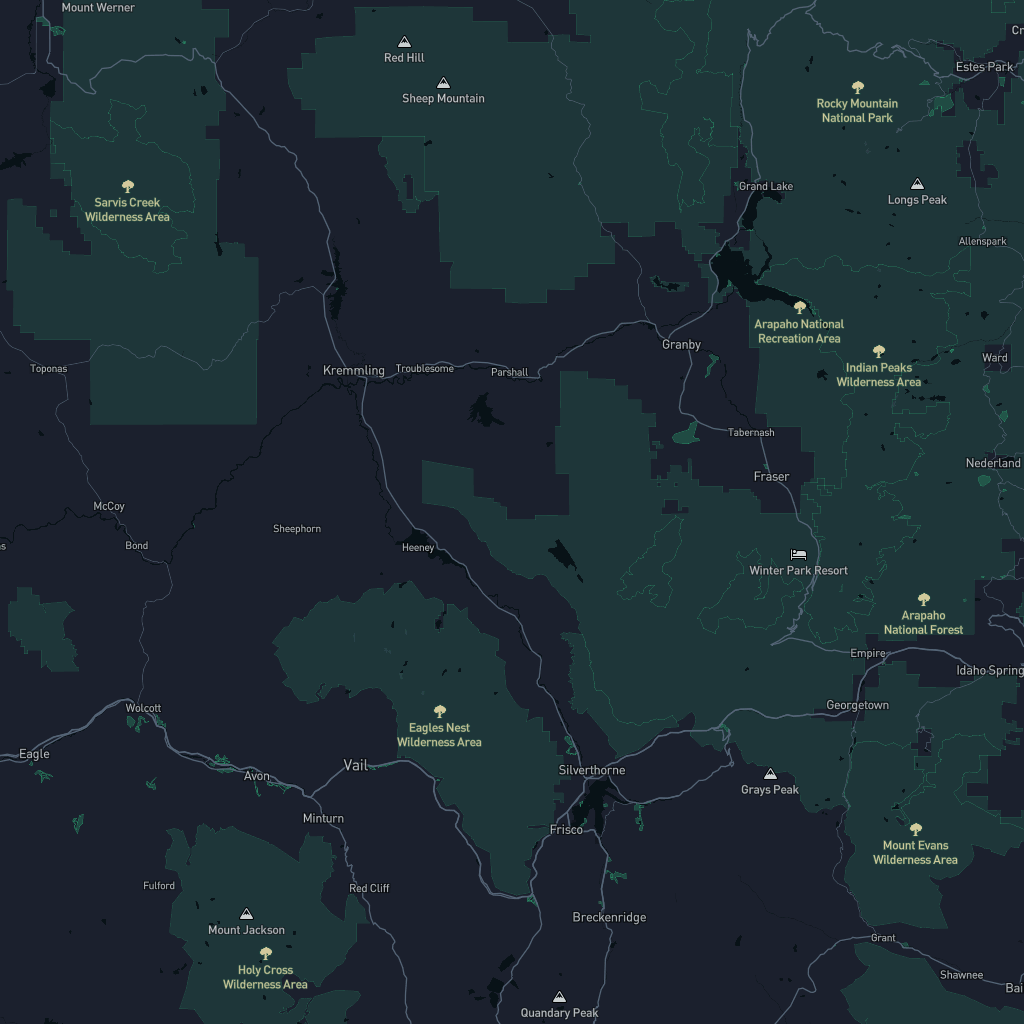 Mount Werner
Red Hill
Sheep Mountain
Estes Park
Rocky Mountain
National Park
Grand Lake
Longs Peak
Sarvis Creek
Wilderness Area
Allenspark
Arapaho National
Recreation Area
Granby
Ward
Toponas
Kremmling
Troublesome
Parshall
Indian Peaks
Wilderness Area
Tabernash
Nederland
Fraser
McCoy
Sheephorn
Bond
Heeney
Winter Park Resort
Arapaho
National Forest
Empire
Idaho Spring
Wolcott
Georgetown
Eagles Nest
Wilderness Area
Eagle
Vail
Avon
Silverthorne
Grays Peak
Minturn
Frisco
Mount Evans
Wilderness Area
Fulford
Red Cliff
Breckenridge
Mount Jackson
Grant
Holy Cross
Wilderness Area
Shawnee
Bai
Quandary Peak